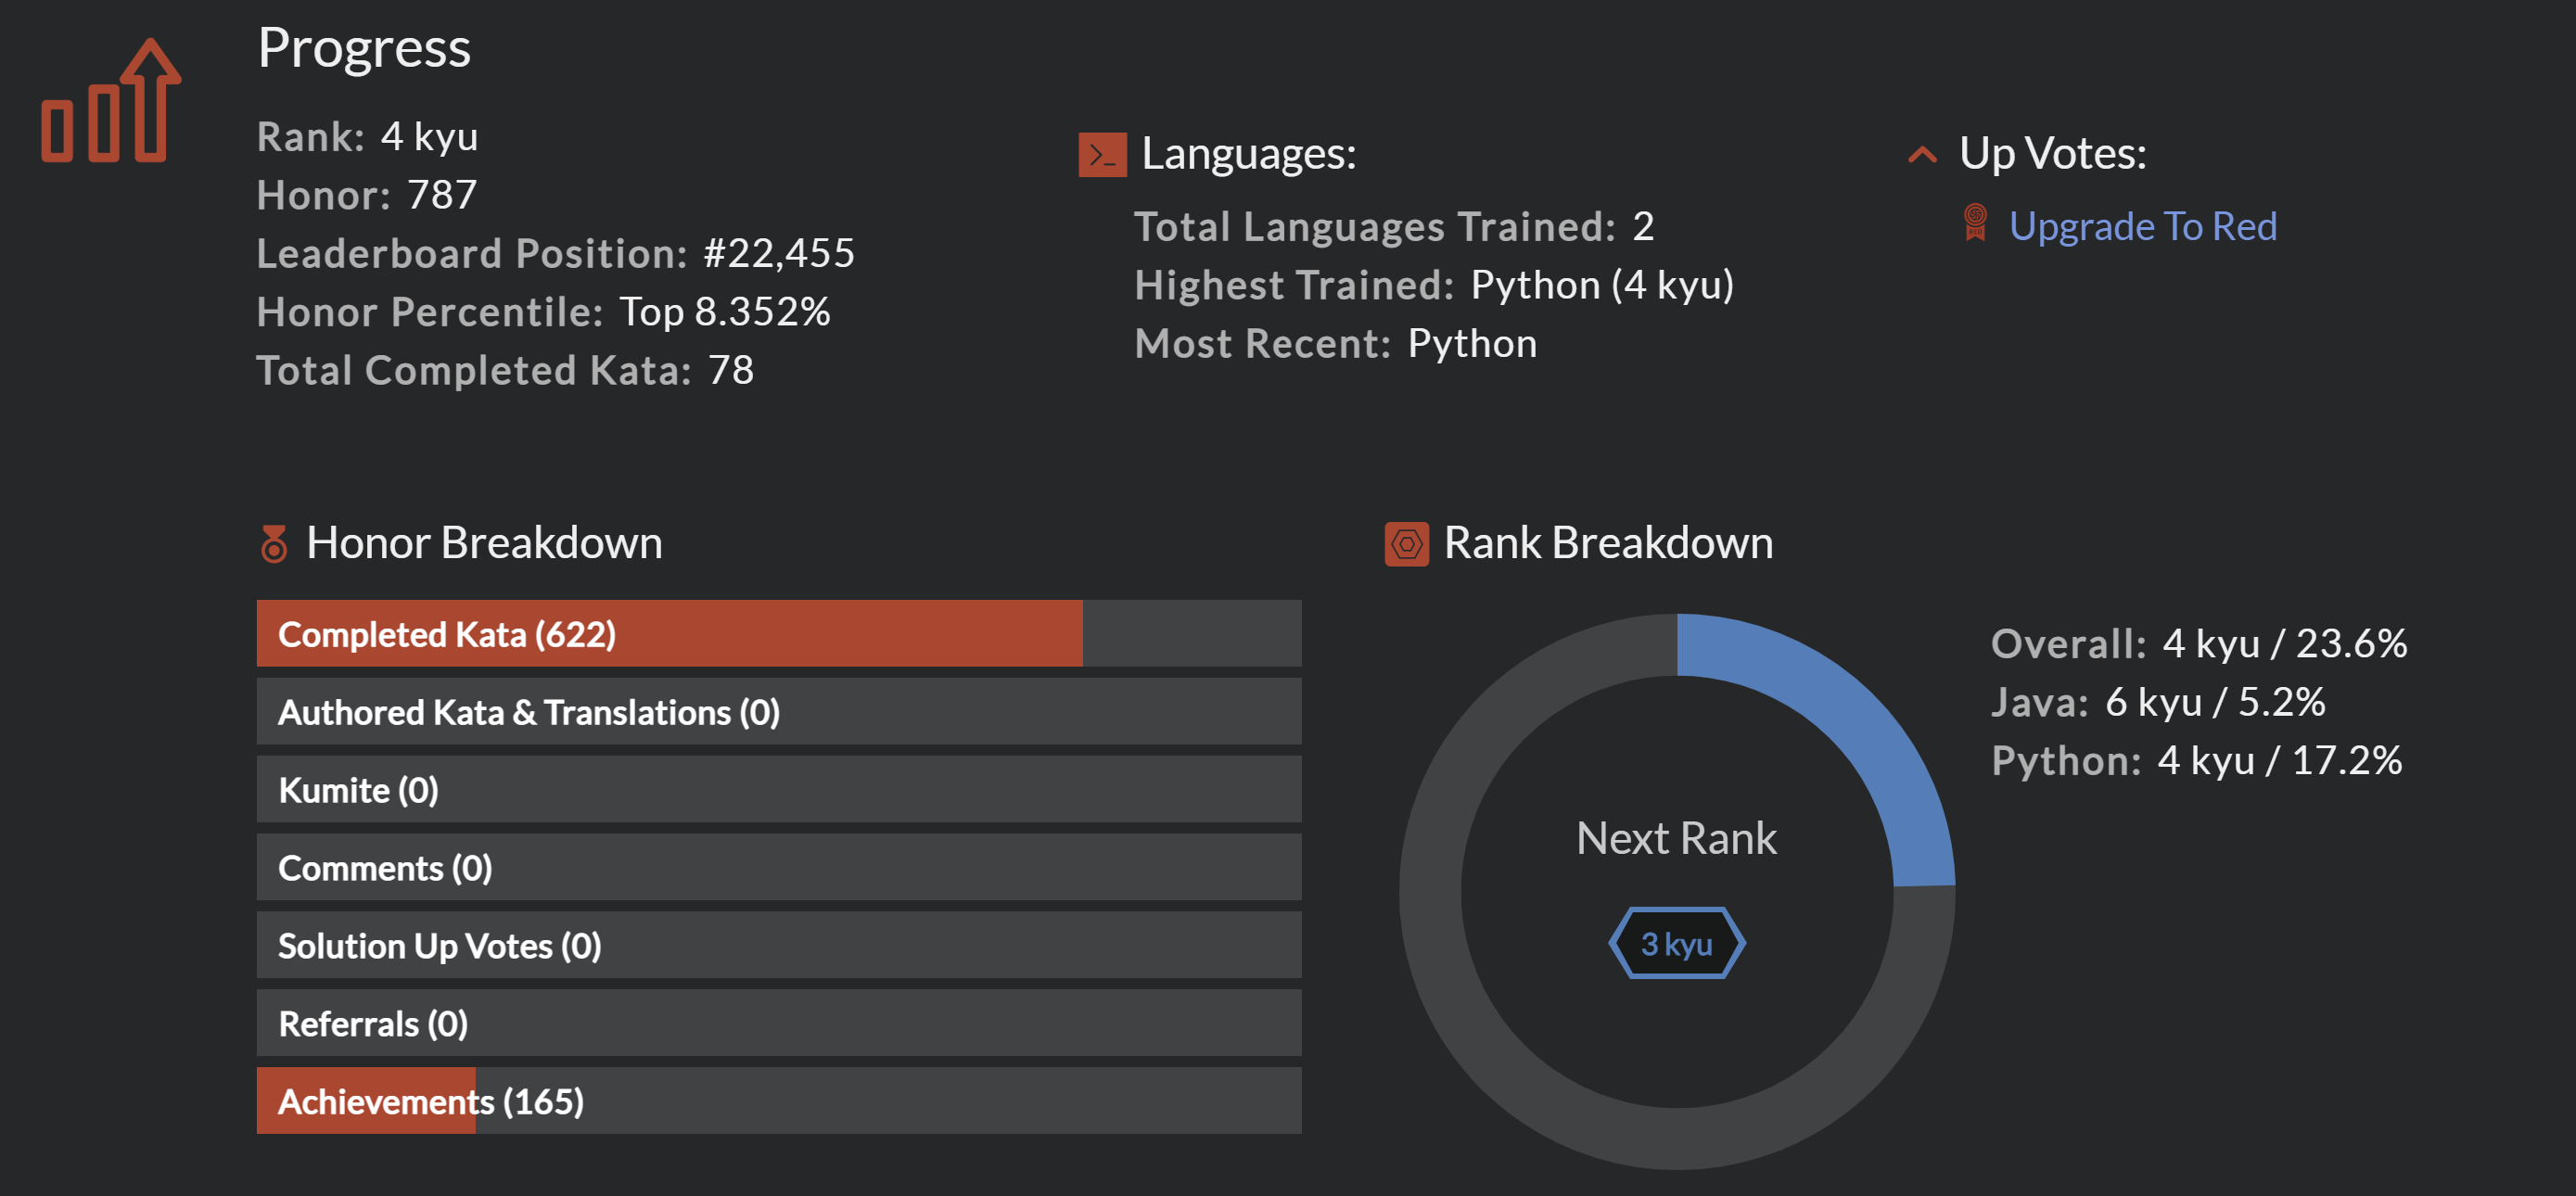 Progress
Rank: 4 kyu
Honor: 787
Leaderboard Position: #22,455
Honor Percentile: Top 8.352%
Total Completed Kata: 78
>_ Languages:
Total Languages Trained: 2
Highest Trained: Python (4 kyu)
Most Recent: Python
Up Votes:
Upgrade To Red
Honor Breakdown
Completed Kata (622)
Authored Kata & Translations (0)
Kumite (0)
Comments (0)
Solution Up Votes (0)
Referrals (0)
Achievements (165)
Rank Breakdown
Next Rank
3 kyu
Overall: 4 kyu / 23.6%
Java: 6 kyu / 5.2%
Python: 4 kyu / 17.2%